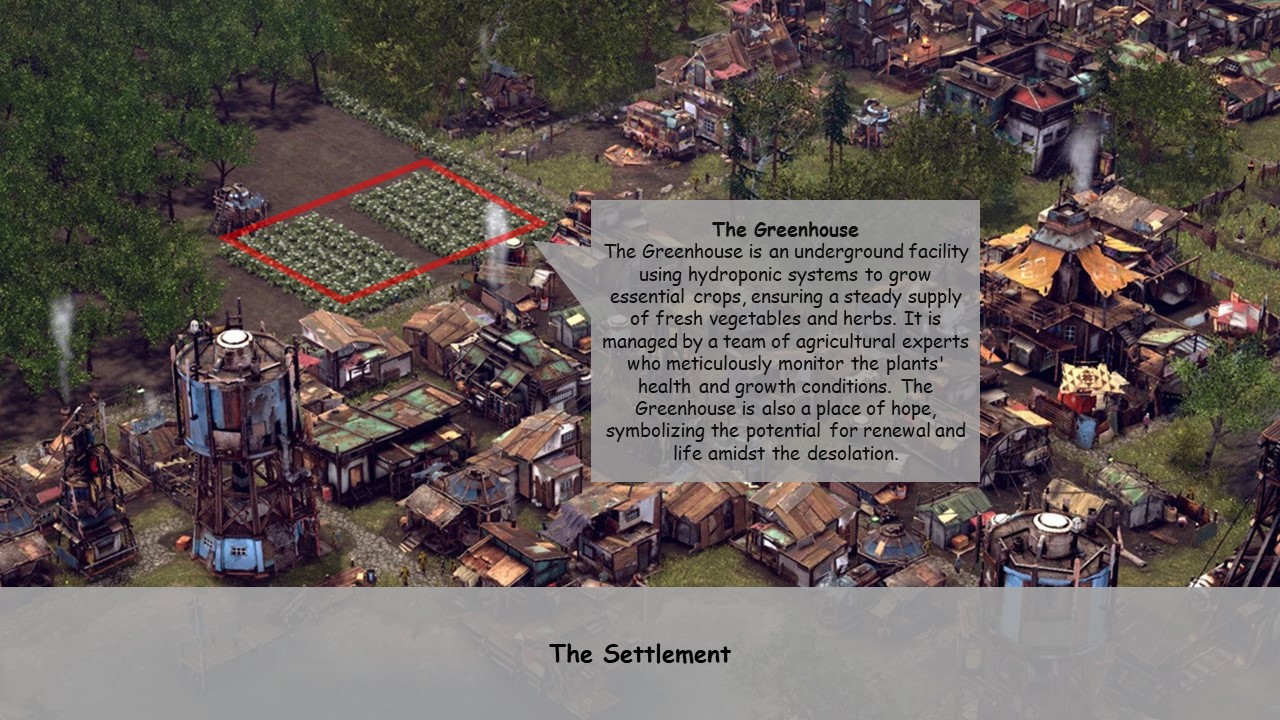 The Greenhouse
The Greenhouse is an underground facility
using hydroponic systems to grow
essential crops, ensuring a steady supply
of fresh vegetables and herbs. It is
managed by a team of agricultural experts
who meticulously monitor the plants'
health and growth conditions. The
Greenhouse is also a place of hope,
symbolizing the potential for renewal and
life amidst the desolation.
The Settlement